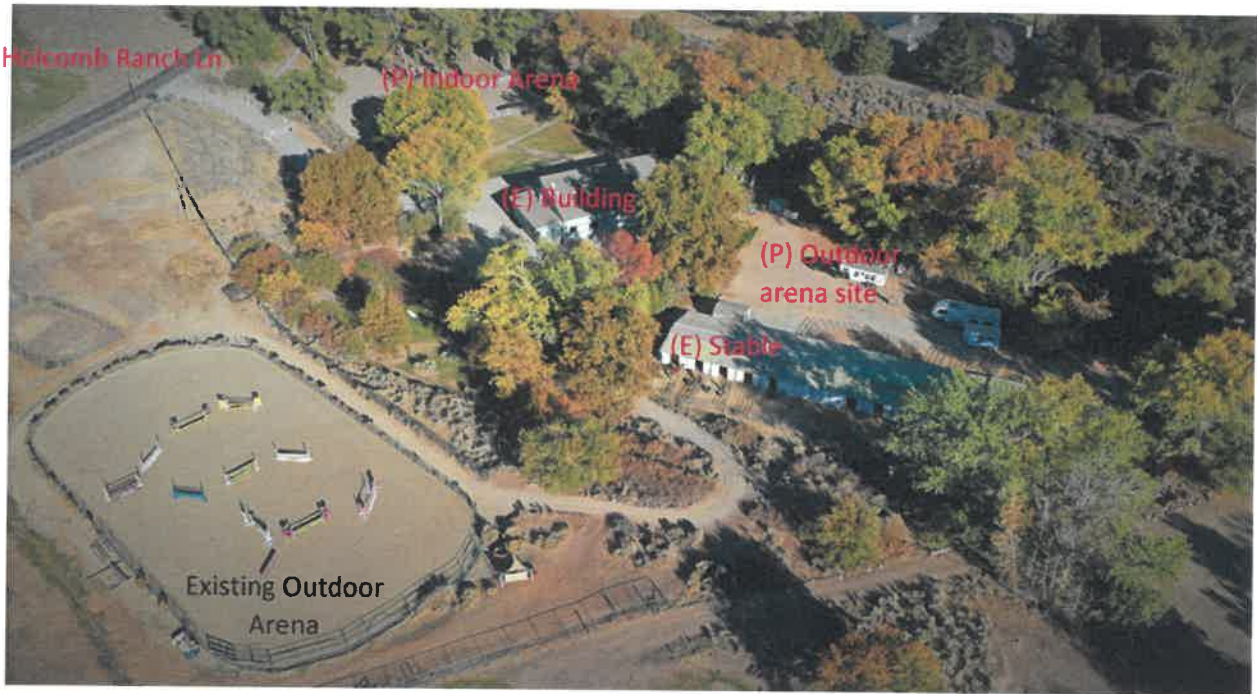 Holcomb Ranch Ln
(P) Indoor Arena
(E) Building
(P) Outdoor
arena site
(E) Stable
Existing Outdoor
Arena